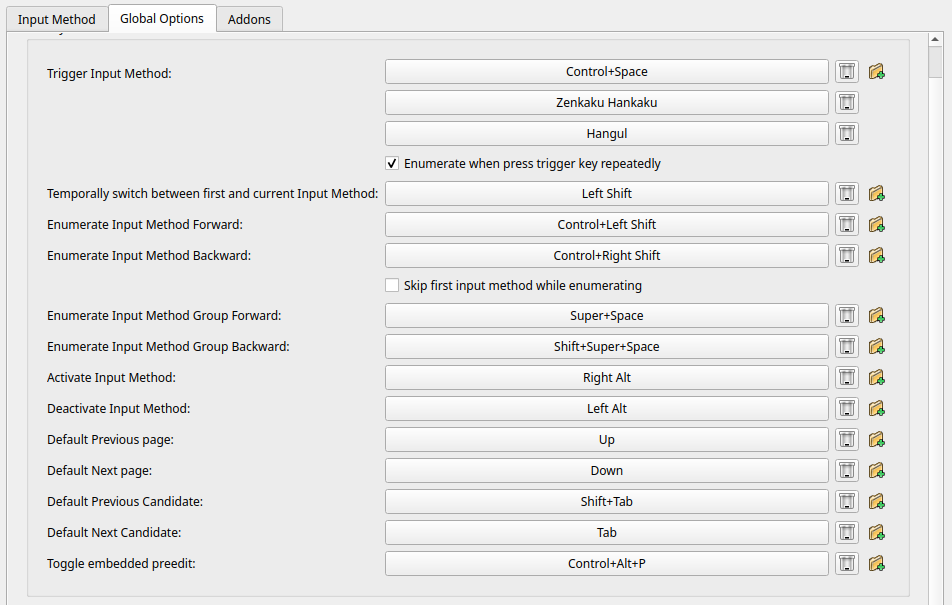 Input Method Global Options Addons
Trigger Input Method: Control+Space
Zenkaku Hankaku
Hangul
Enumerate when press trigger key repeatedly
Temporally switch between first and current Input Method: Left Shift
Enumerate Input Method Forward: Control+Left Shift
Enumerate Input Method Backward: Control+Right Shift
Skip first input method while enumerating
Enumerate Input Method Group Forward: Super+Space
Enumerate Input Method Group Backward: Shift+Super+Space
Activate Input Method: Right Alt
Deactivate Input Method: Left Alt
Default Previous page: Up
Default Next page: Down
Default Previous Candidate: Shift+Tab
Default Next Candidate: Tab
Toggle embedded preedit: Control+Alt+P